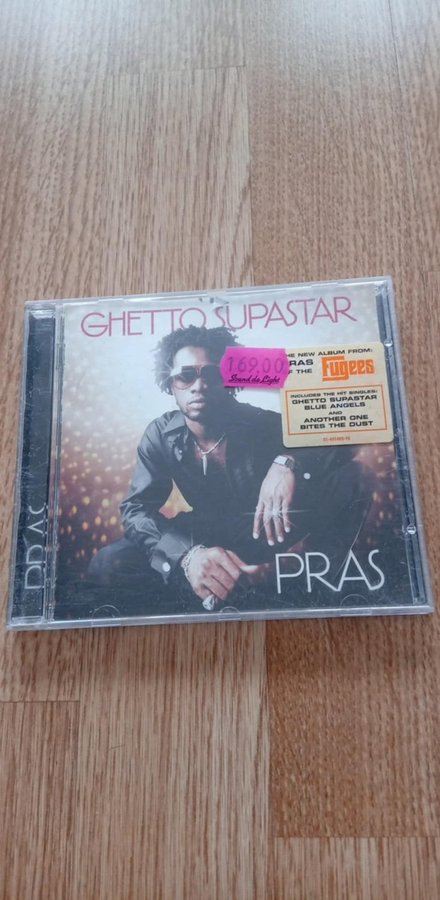 GHETTO SUPASTAR
169.00
Sound & Light
THE NEW ALBUM FROM:
PRAS
OF THE Fugees
INCLUDES THE HIT SINGLES:
GHETTO SUPASTAR
BLUE ANGELS
AND
ANOTHER ONE
BITES THE DUST
PRAS
PRAS